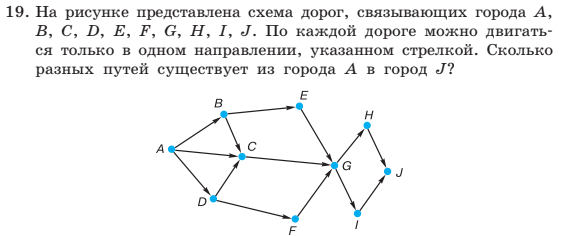 19. На рисунке представлена схема дорог, связывающих города A,
B, C, D, E, F, G, H, I, J. По каждой дороге можно двигать-
ся только в одном направлении, указанном стрелкой. Сколько
разных путей существует из города A в город J?
E
B
H
A
C
G
J
D
F
I